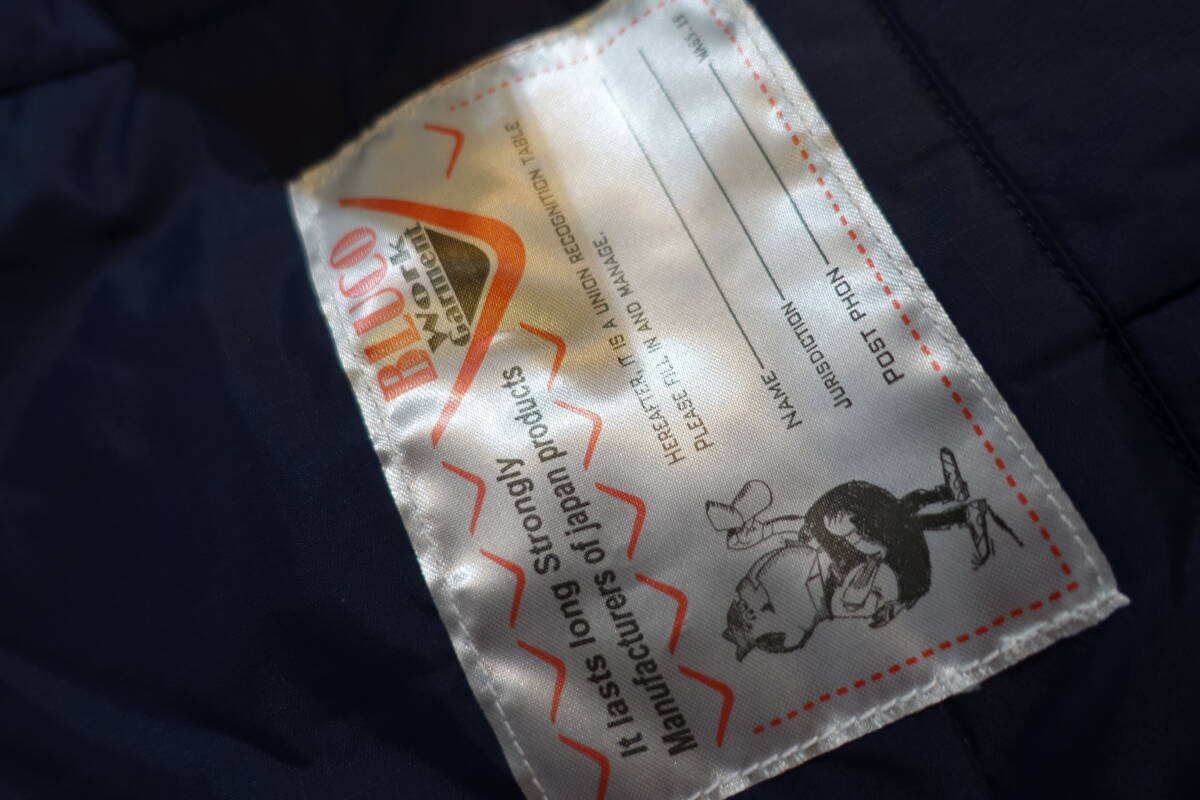 BLUCO
Work
Garment
It lasts long Strongly
Manufacturers of japan products
HEREAFTER, IT IS A UNION RECOGNITION TABLE
PLEASE FILL IN AND MANAGE.
NAME
JURISDICTION
POST PHON